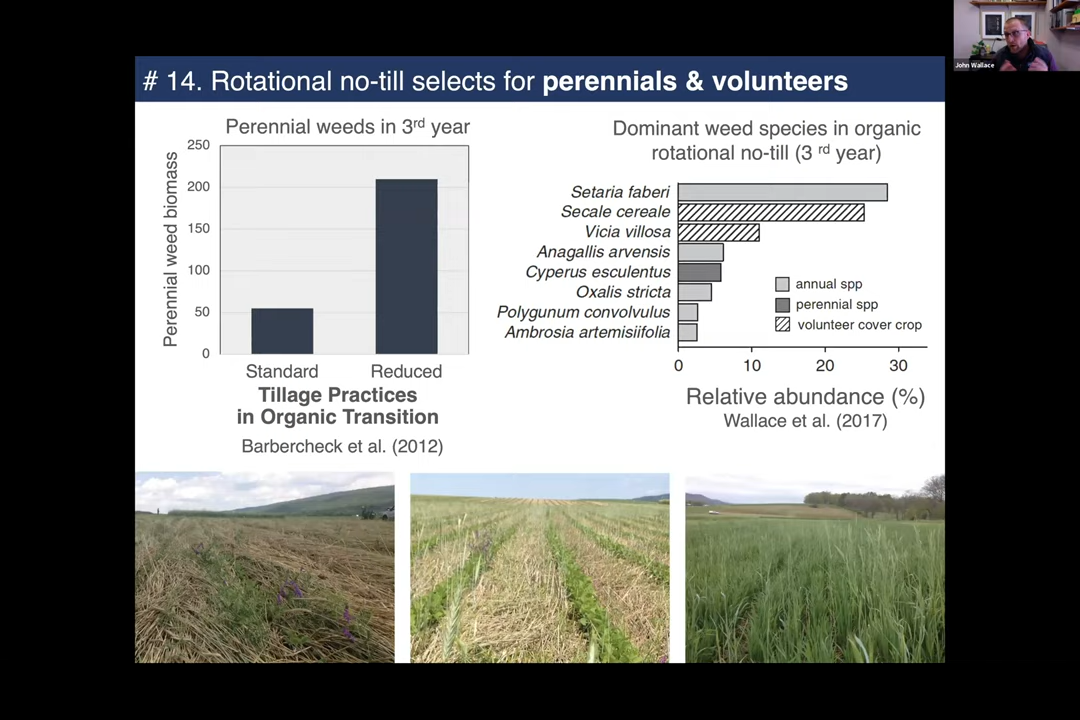 John Wallace
# 14. Rotational no-till selects for perennials & volunteers
Perennial weeds in 3rd year
Perennial weed biomass
250
200
150
100
50
0
Standard
Reduced
Tillage Practices
in Organic Transition
Barbercheck et al. (2012)
Dominant weed species in organic
rotational no-till (3 rd year)
Setaria faberi
Secale cereale
Vicia villosa
Anagallis arvensis
Cyperus esculentus
Oxalis stricta
Polygunum convolvulus
Ambrosia artemisiifolia
annual spp
perennial spp
volunteer cover crop
0 10 20 30
Relative abundance (%)
Wallace et al. (2017)